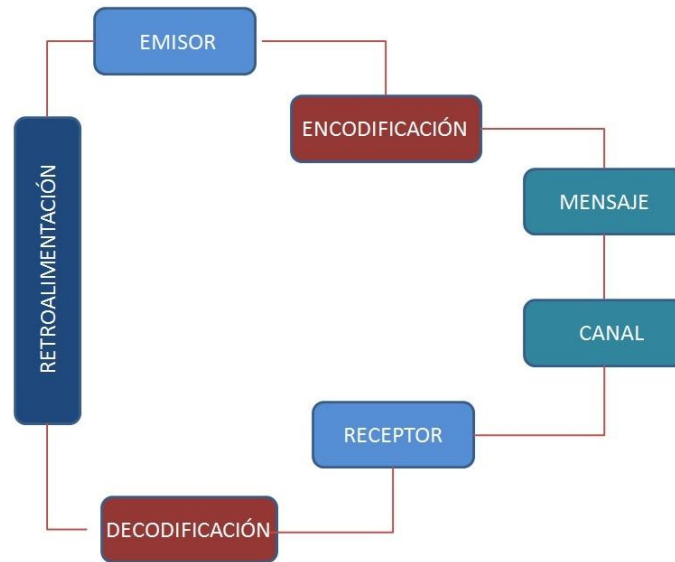 EMISOR
ENCODIFICACIÓN
MENSAJE
CANAL
RECEPTOR
DECODIFICACIÓN
RETROALIMENTACIÓN